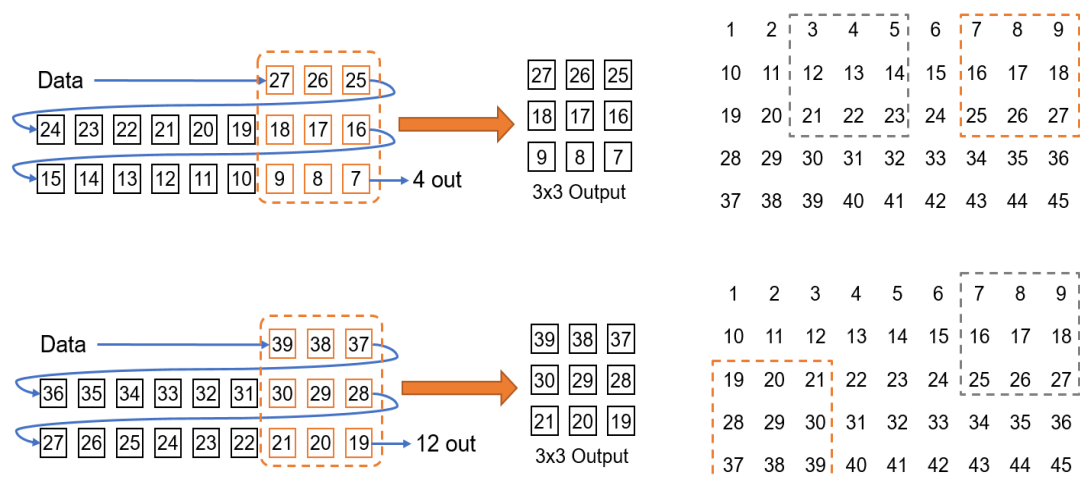 Data 27 26 25
24 23 22 21 20 19 18 17 16
15 14 13 12 11 10 9 8 7 4 out
27 26 25
18 17 16
9 8 7
3x3 Output
1 2 3 4 5 6 7 8 9
10 11 12 13 14 15 16 17 18
19 20 21 22 23 24 25 26 27
28 29 30 31 32 33 34 35 36
37 38 39 40 41 42 43 44 45
Data 39 38 37
36 35 34 33 32 31 30 29 28
27 26 25 24 23 22 21 20 19 12 out
39 38 37
30 29 28
21 20 19
3x3 Output
1 2 3 4 5 6 7 8 9
10 11 12 13 14 15 16 17 18
19 20 21 22 23 24 25 26 27
28 29 30 31 32 33 34 35 36
37 38 39 40 41 42 43 44 45